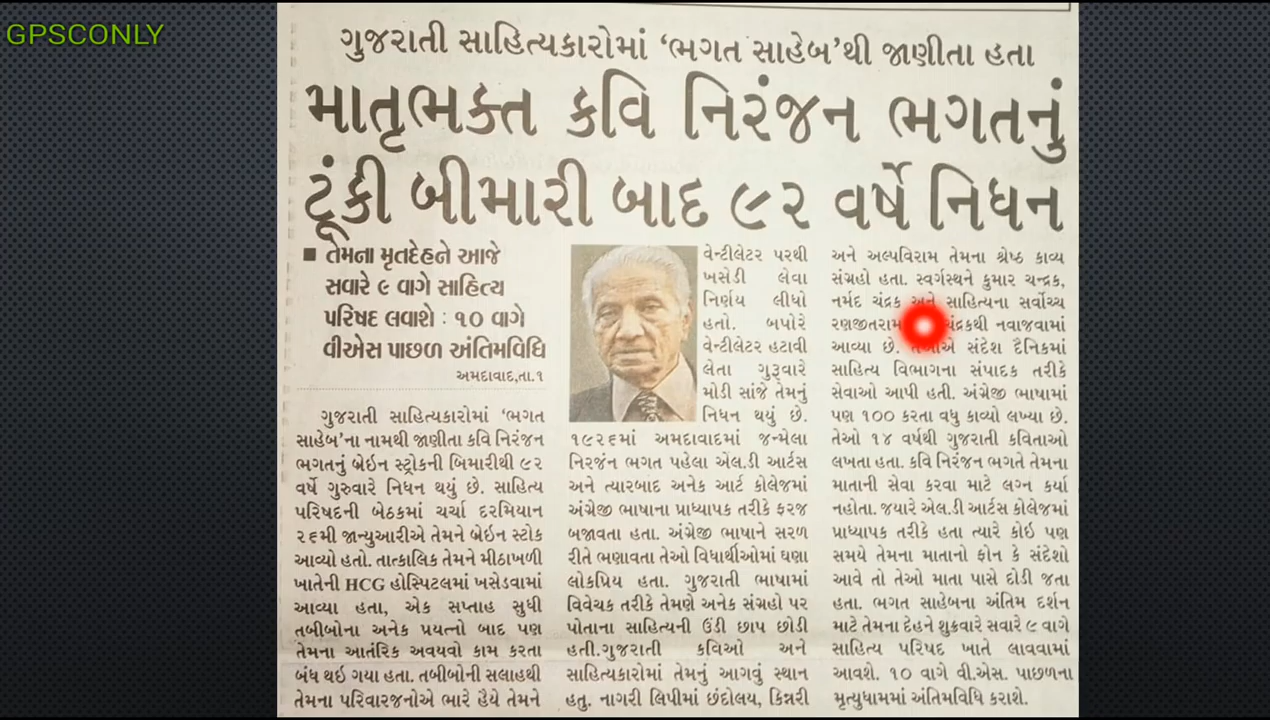 GPSCONLY
ગુજરાતી સાહિત્યકારોમાં ‘ભગત સાહેબ’થી જાણીતા હતા
માતૃભક્ત કવિ નિરંજન ભગતનું
ટૂંકી બીમારી બાદ ૯૨ વર્ષે નિધન
■ તેમના મૃતદેહને આજે
સવારે ૯ વાગે સાહિત્ય
પરિષદ લવાશે : ૧૦ વાગે
વીએસ પાછળ અંતિમવિધિ
અમદાવાદ,તા.૧
ગુજરાતી સાહિત્યકારોમાં ‘ભગત
સાહેબ’ના નામથી જાણીતા કવિ નિરંજન
ભગતનું બ્રેઇન સ્ટ્રોકની બિમારીથી ૯૨
વર્ષે ગુરુવારે નિધન થયું છે. સાહિત્ય
પરિષદની બેઠકમાં ચર્ચા દરમિયાન
૨૬મી જાન્યુઆરીએ તેમને બ્રેઇન સ્ટોક
આવ્યો હતો. તાત્કાલિક તેમને મીઠાખળી
ખાતેની HCG હોસ્પિટલમાં ખસેડવામાં
આવ્યા હતા, એક સપ્તાહ સુધી
તબીબોના અનેક પ્રયત્નો બાદ પણ
તેમના આતંરિક અવયવો કામ કરતા
બંધ થઇ ગયા હતા. તબીબોની સલાહથી
તેમના પરિવારજનોએ ભારે હૈયે તેમને
વેન્ટીલેટર પરથી
ખસેડી લેવા
નિર્ણય લીધો
હતો. બપોરે
વેન્ટીલેટર હટાવી
લેતા ગુરૂવારે
મોડી સાંજે તેમનું
નિધન થયું છે.
૧૯૨૬માં અમદાવાદમાં જન્મેલા
નિરજંન ભગત પહેલા એલ.ડી આર્ટસ
અને ત્યારબાદ અનેક આર્ટ કોલેજમાં
અંગ્રેજી ભાષાના પ્રાધ્યાપક તરીકે ફરજ
બજાવતા હતા. અંગ્રેજી ભાષાને સરળ
રીતે ભણાવતા તેઓ વિદ્યાર્થીઓમાં ઘણા
લોકપ્રિય હતા. ગુજરાતી ભાષામાં
વિવેચક તરીકે તેમણે અનેક સંગ્રહો પર
પોતાના સાહિત્યની ઉંડી છાપ છોડી
હતી.ગુજરાતી કવિઓ અને
સાહિત્યકારોમાં તેમનું આગવું સ્થાન
હતુ. નાગરી લિપીમાં છંદોલય, કિન્નરી
અને અલ્પવિરામ તેમના શ્રેષ્ઠ કાવ્ય
સંગ્રહો હતા. સ્વર્ગસ્થને કુમાર ચન્દ્રક,
નર્મદ ચંદ્રક અને સાહિત્યના સર્વોચ્ચ
રણજીતરામ ચંદ્રકથી નવાજવામાં
આવ્યા છે. તેઓએ સંદેશ દૈનિકમાં
સાહિત્ય વિભાગના સંપાદક તરીકે
સેવાઓ આપી હતી. અંગ્રેજી ભાષામાં
પણ ૧૦૦ કરતા વધુ કાવ્યો લખ્યા છે.
તેઓ ૧૪ વર્ષથી ગુજરાતી કવિતાઓ
લખતા હતા. કવિ નિરંજન ભગતે તેમના
માતાની સેવા કરવા માટે લગ્ન કર્યા
નહોતા. જયારે એલ.ડી આર્ટસ કોલેજમાં
પ્રાધ્યાપક તરીકે હતા ત્યારે કોઇ પણ
સમયે તેમના માતાનો ફોન કે સંદેશો
આવે તો તેઓ માતા પાસે દોડી જતા
હતા. ભગત સાહેબના અંતિમ દર્શન
માટે તેમના દેહને શુક્રવારે સવારે ૯ વાગે
સાહિત્ય પરિષદ ખાતે લાવવામાં
આવશે. ૧૦ વાગે વી.એસ. પાછળના
મૃત્યુધામમાં અંતિમવિધિ કરાશે.